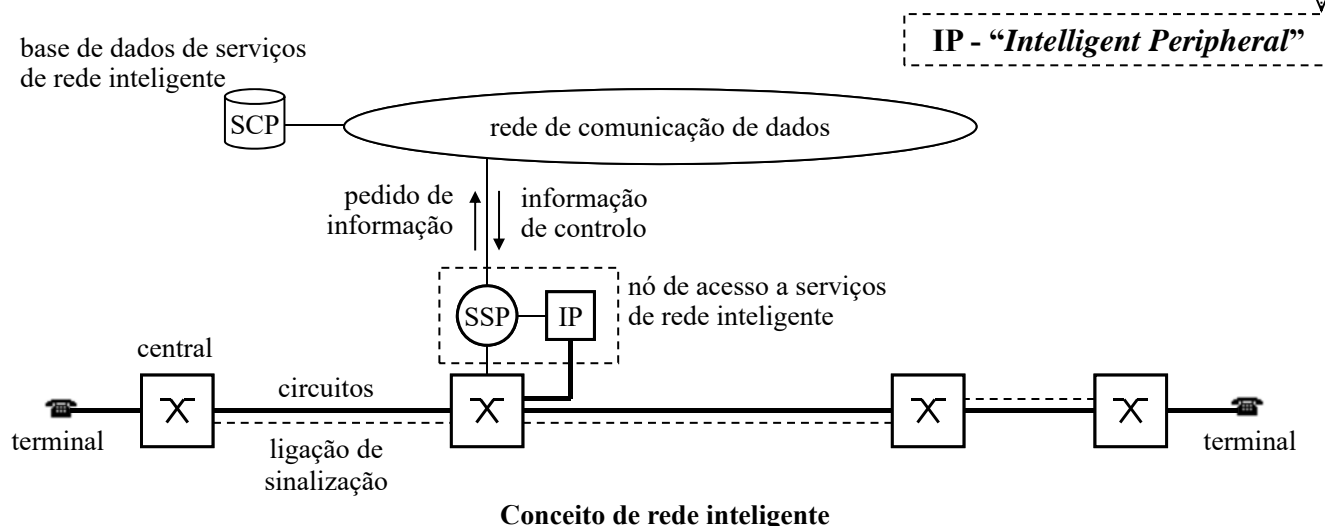 IP - “Intelligent Peripheral”
base de dados de serviços
de rede inteligente
SCP
rede de comunicação de dados
pedido de
informação
informação
de controlo
SSP
IP
nó de acesso a serviços
de rede inteligente
central
circuitos
terminal
ligação de
sinalização
terminal
Conceito de rede inteligente